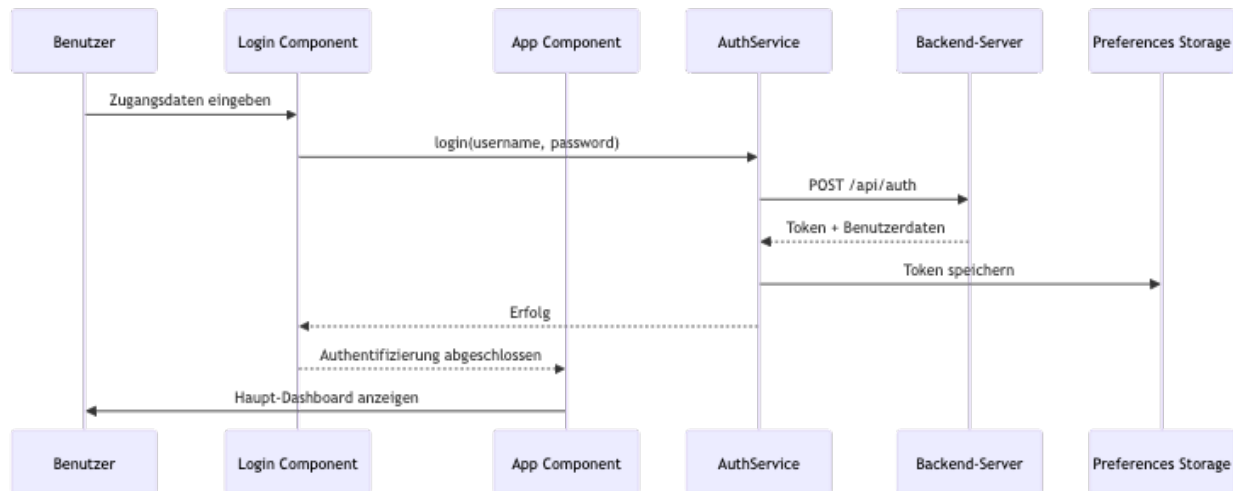 Benutzer
Login Component
App Component
AuthService
Backend-Server
Preferences Storage
Zugangsdaten eingeben
login(username, password)
POST /api/auth
Token + Benutzerdaten
Token speichern
Erfolg
Authentifizierung abgeschlossen
Haupt-Dashboard anzeigen
Benutzer
Login Component
App Component
AuthService
Backend-Server
Preferences Storage